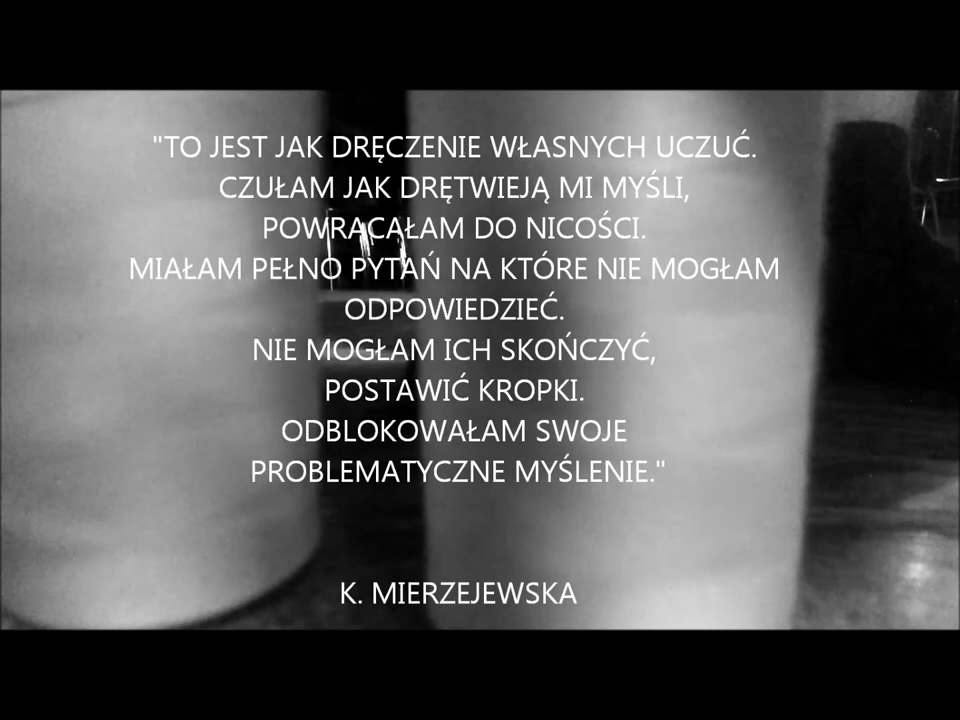 "TO JEST JAK DRĘCZENIE WŁASNYCH UCZUĆ.
CZUŁAM JAK DRĘTWIEJĄ MI MYŚLI,
POWRACAŁAM DO NICOŚCI.
MIAŁAM PEŁNO PYTAŃ NA KTÓRE NIE MOGŁAM
ODPOWIEDZIEĆ.
NIE MOGŁAM ICH SKOŃCZYĆ,
POSTAWIĆ KROPKI.
ODBLOKOWAŁAM SWOJE
PROBLEMATYCZNE MYŚLENIE."
K. MIERZEJEWSKA